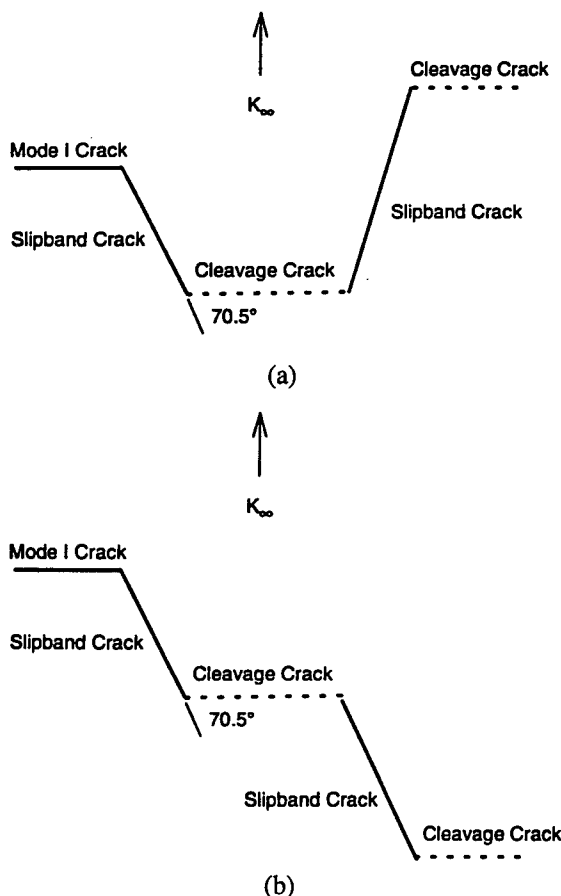 Cleavage Crack
K∞
Mode I Crack
Slipband Crack
Slipband Crack
Cleavage Crack
70.5°
(a)
K∞
Mode I Crack
Slipband Crack
Cleavage Crack
70.5°
Slipband Crack
Cleavage Crack
(b)